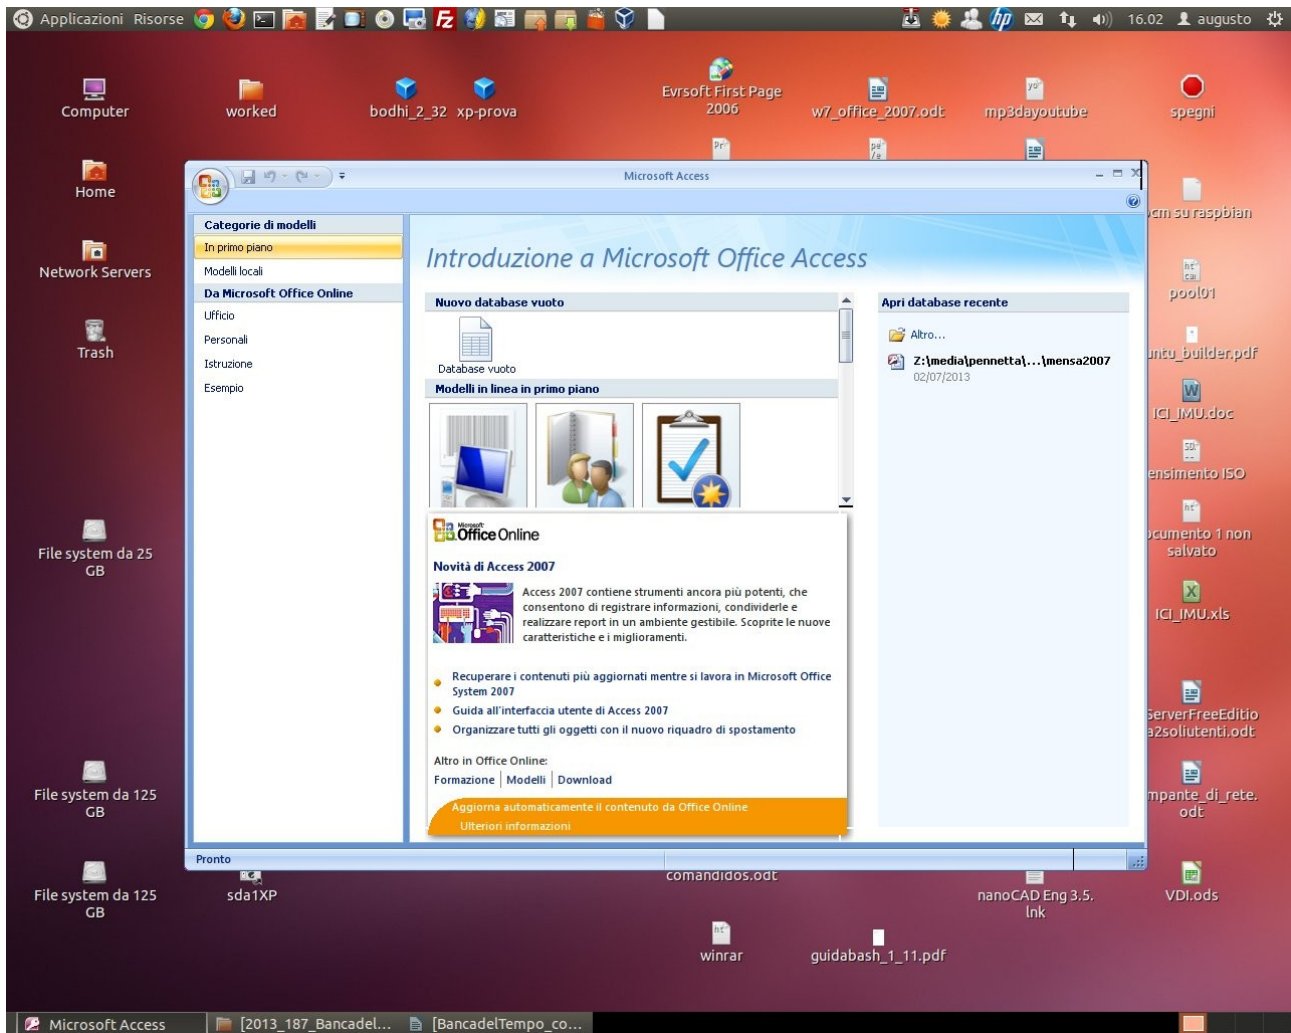 Applicazioni Risorse
16.02 augusto
Computer
worked
bodhi_2_32
xp-prova
Evrsoft First Page
2006
w7_office_2007.odt
mp3dayoutube
spegni
Home
Network Servers
Trash
File system da 25
GB
File system da 125
GB
File system da 125
GB
Microsoft Access
Categorie di modelli
In primo piano
Modelli locali
Da Microsoft Office Online
Ufficio
Personali
Istruzione
Esempio
Introduzione a Microsoft Office Access
Nuovo database vuoto
Database vuoto
Modelli in linea in primo piano
Microsoft
Office Online
Novità di Access 2007
Access 2007 contiene strumenti ancora più potenti, che
consentono di registrare informazioni, condividerle e
realizzare report in un ambiente gestibile. Scoprite le nuove
caratteristiche e i miglioramenti.
Recuperare i contenuti più aggiornati mentre si lavora in Microsoft Office
System 2007
Guida all'interfaccia utente di Access 2007
Organizzare tutti gli oggetti con il nuovo riquadro di spostamento
Altro in Office Online:
Formazione | Modelli | Download
Aggiorna automaticamente il contenuto da Office Online
Ulteriori informazioni
Apri database recente
Altro...
Z:\media\pennetta\...\mensa2007
02/07/2013
Pronto
cm su raspbian
pool01
untu_builder.pdf
ICI_IMU.doc
ensimento ISO
ocumento 1 non
salvato
ICI_IMU.xls
ServerFreeEditio
a2soliutenti.odt
mpante_di_rete.
odt
VDI.ods
sda1XP
comandidos.odt
nanoCAD Eng 3.5.
lnk
winrar
guidabash_1_11.pdf
Microsoft Access
[2013_187_Bancadel...
[BancadelTempo_co...